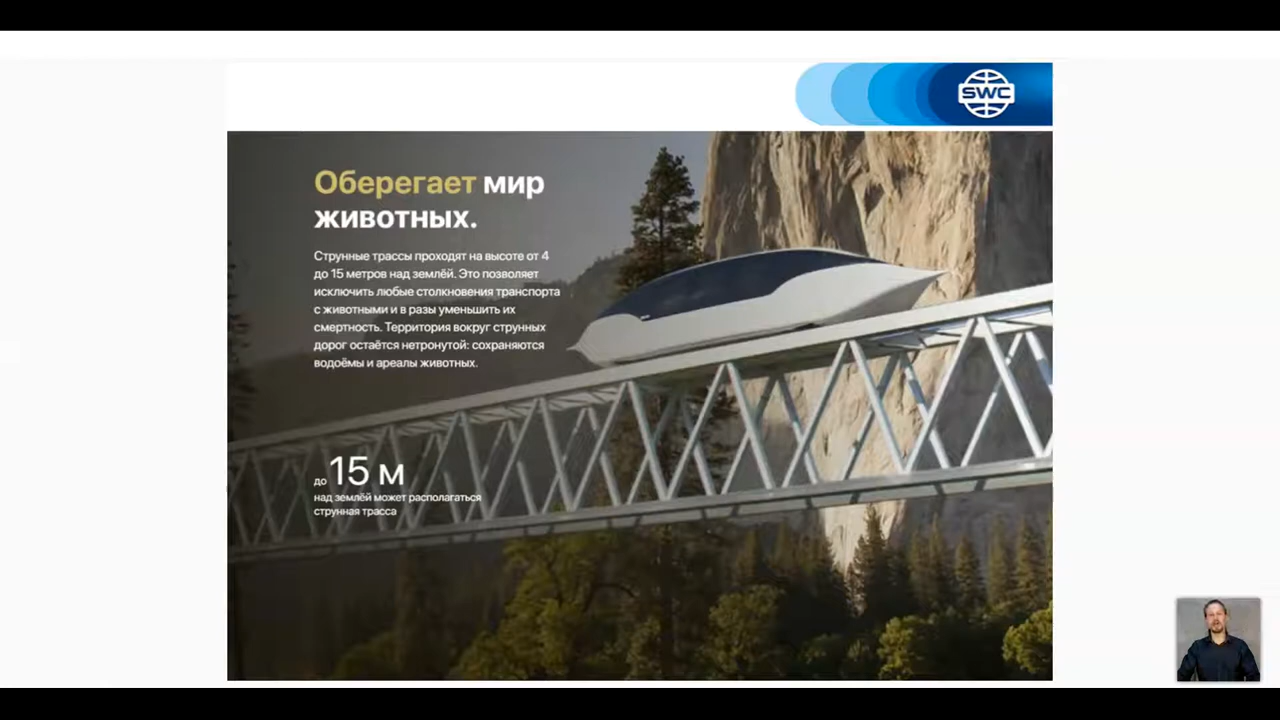 SWC
Оберегает мир
животных.
Струнные трассы проходят на высоте от 4
до 15 метров над землёй. Это позволяет
исключить любые столкновения транспорта
с животными и в разы уменьшить их
смертность. Территория вокруг струнных
дорог остаётся нетронутой: сохраняются
водоёмы и ареалы животных.
до 15 м
над землёй может располагаться
струнная трасса